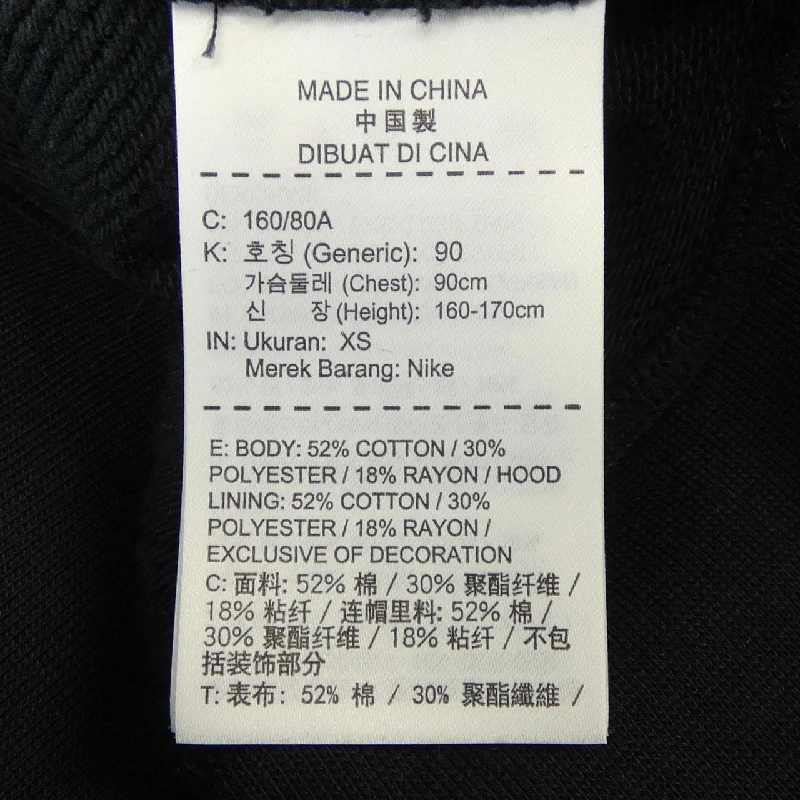 MADE IN CHINA
中国製
DIBUAT DI CINA
C: 160/80A
K: 호칭 (Generic): 90
가슴둘레 (Chest): 90cm
신 장 (Height): 160-170cm
IN: Ukuran: XS
Merek Barang: Nike
E: BODY: 52% COTTON / 30%
POLYESTER / 18% RAYON / HOOD
LINING: 52% COTTON / 30%
POLYESTER / 18% RAYON /
EXCLUSIVE OF DECORATION
C: 面料: 52% 棉 / 30% 聚酯纤维 /
18% 粘纤 / 连帽里料: 52% 棉 /
30% 聚酯纤维 / 18% 粘纤 / 不包
括装饰部分
T: 表布: 52% 棉 / 30% 聚酯纖維 /